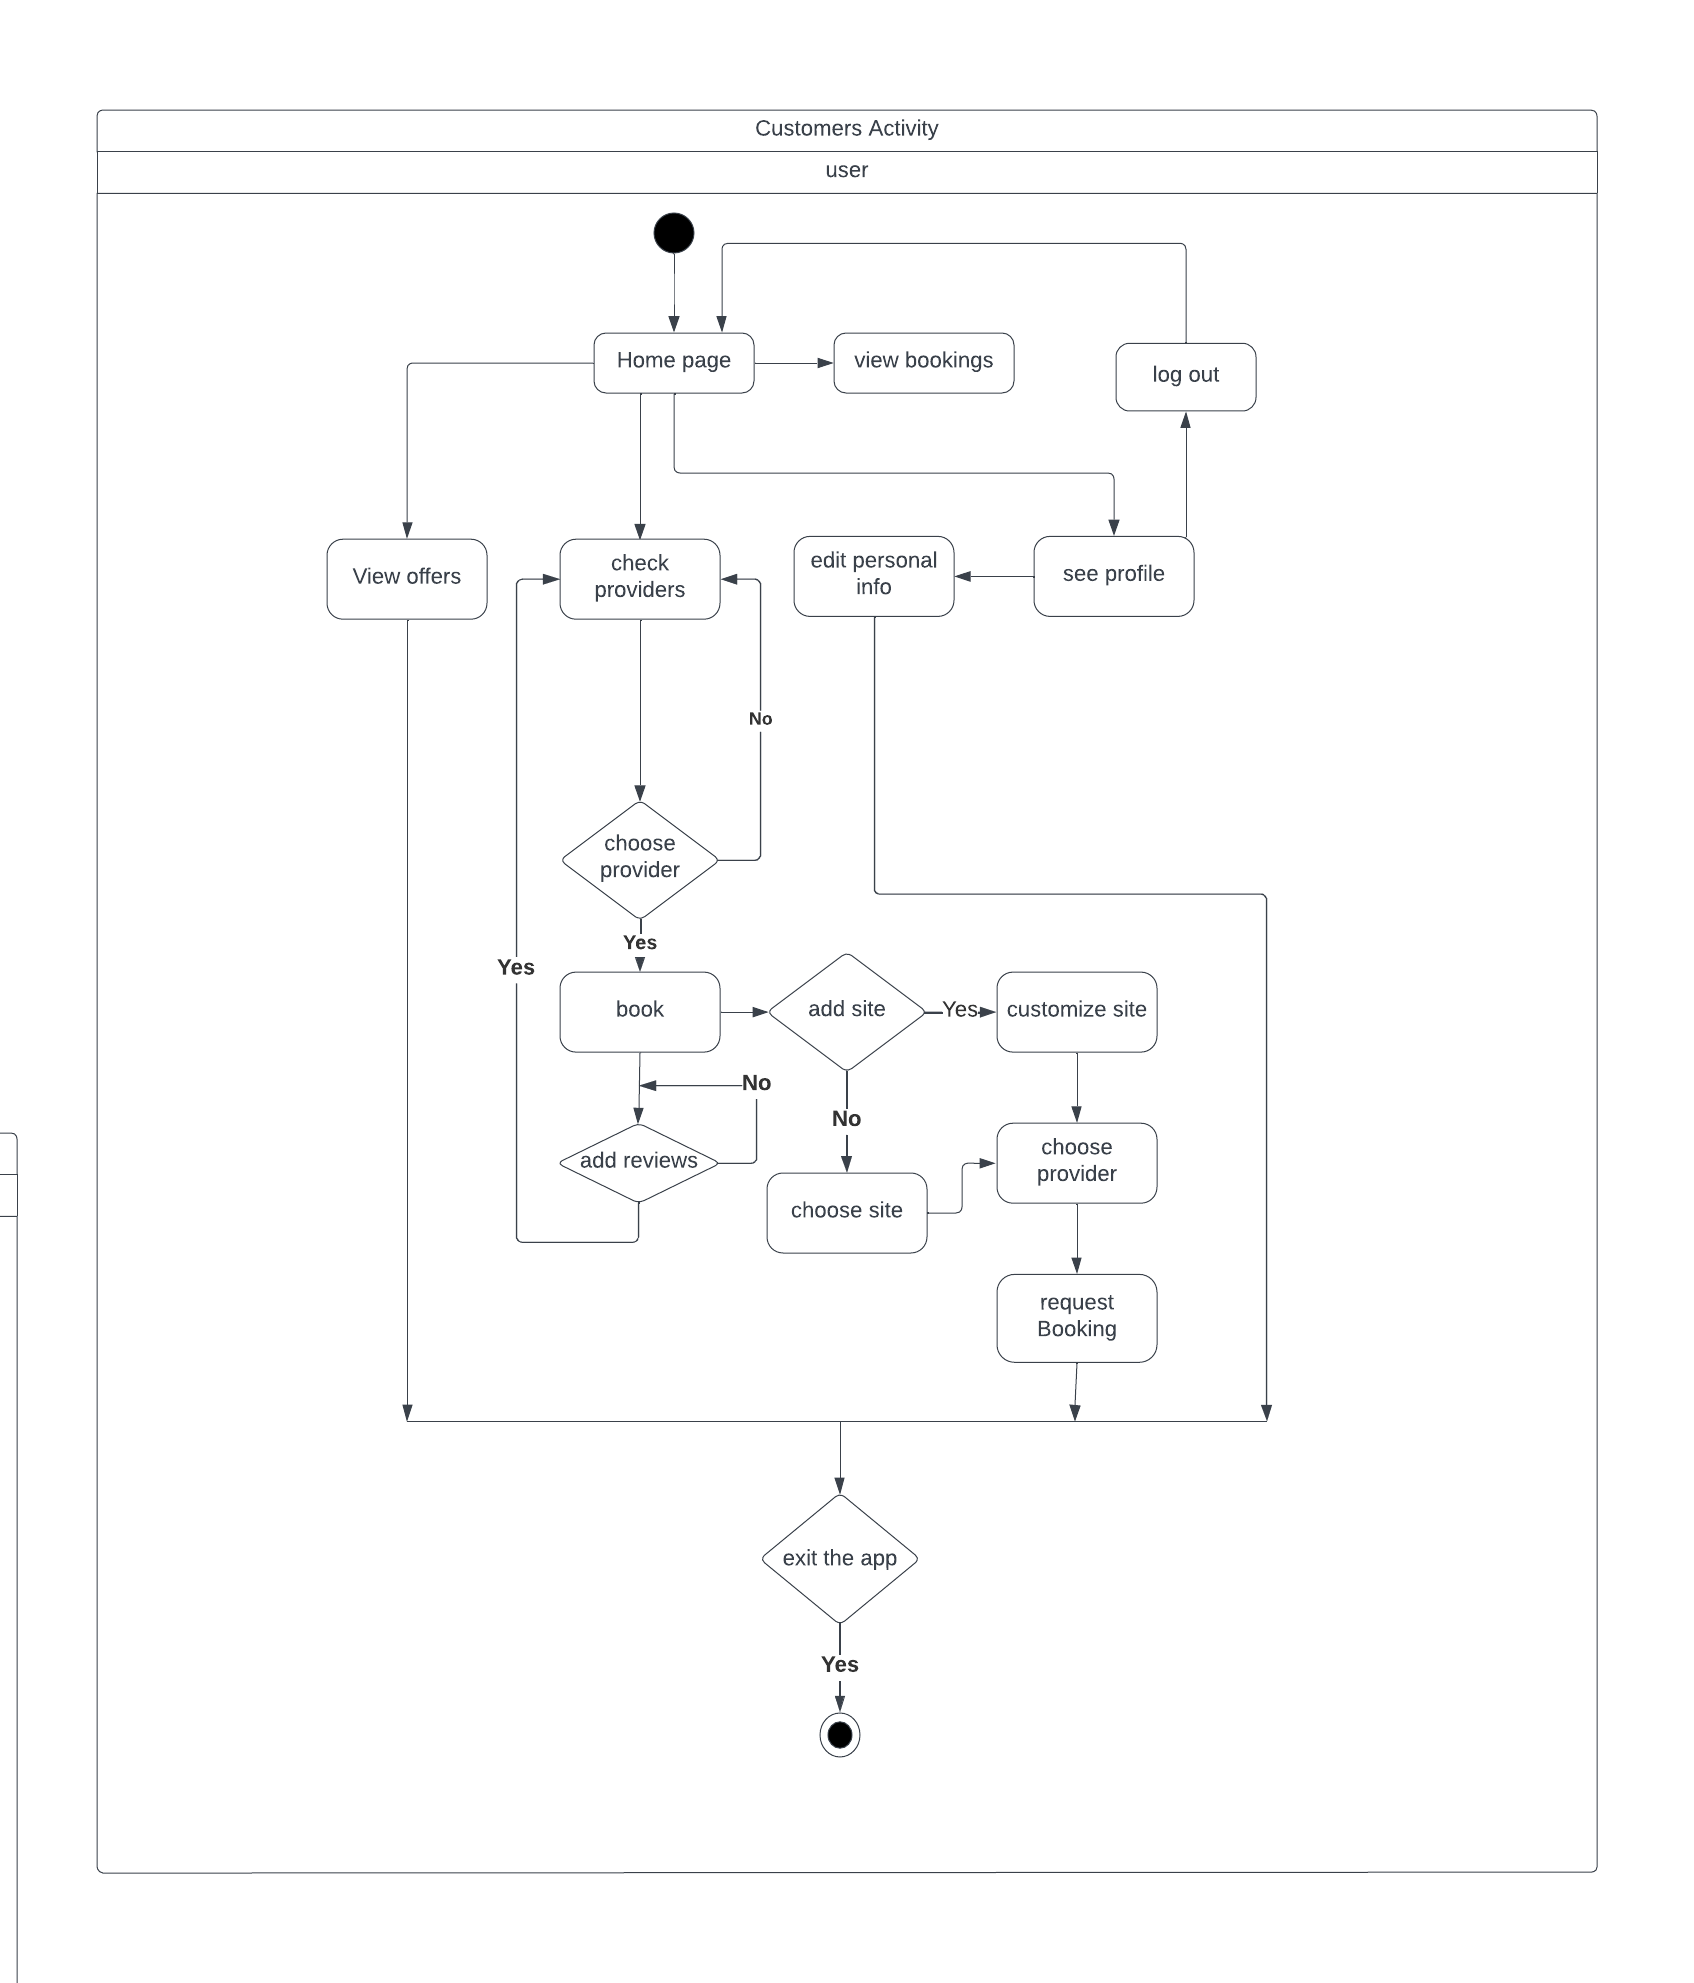 Customers Activity
user
Home page
view bookings
log out
View offers
check
providers
edit personal
info
see profile
No
choose
provider
Yes
Yes
book
add site
Yes
customize site
No
No
add reviews
choose
provider
choose site
request
Booking
exit the app
Yes